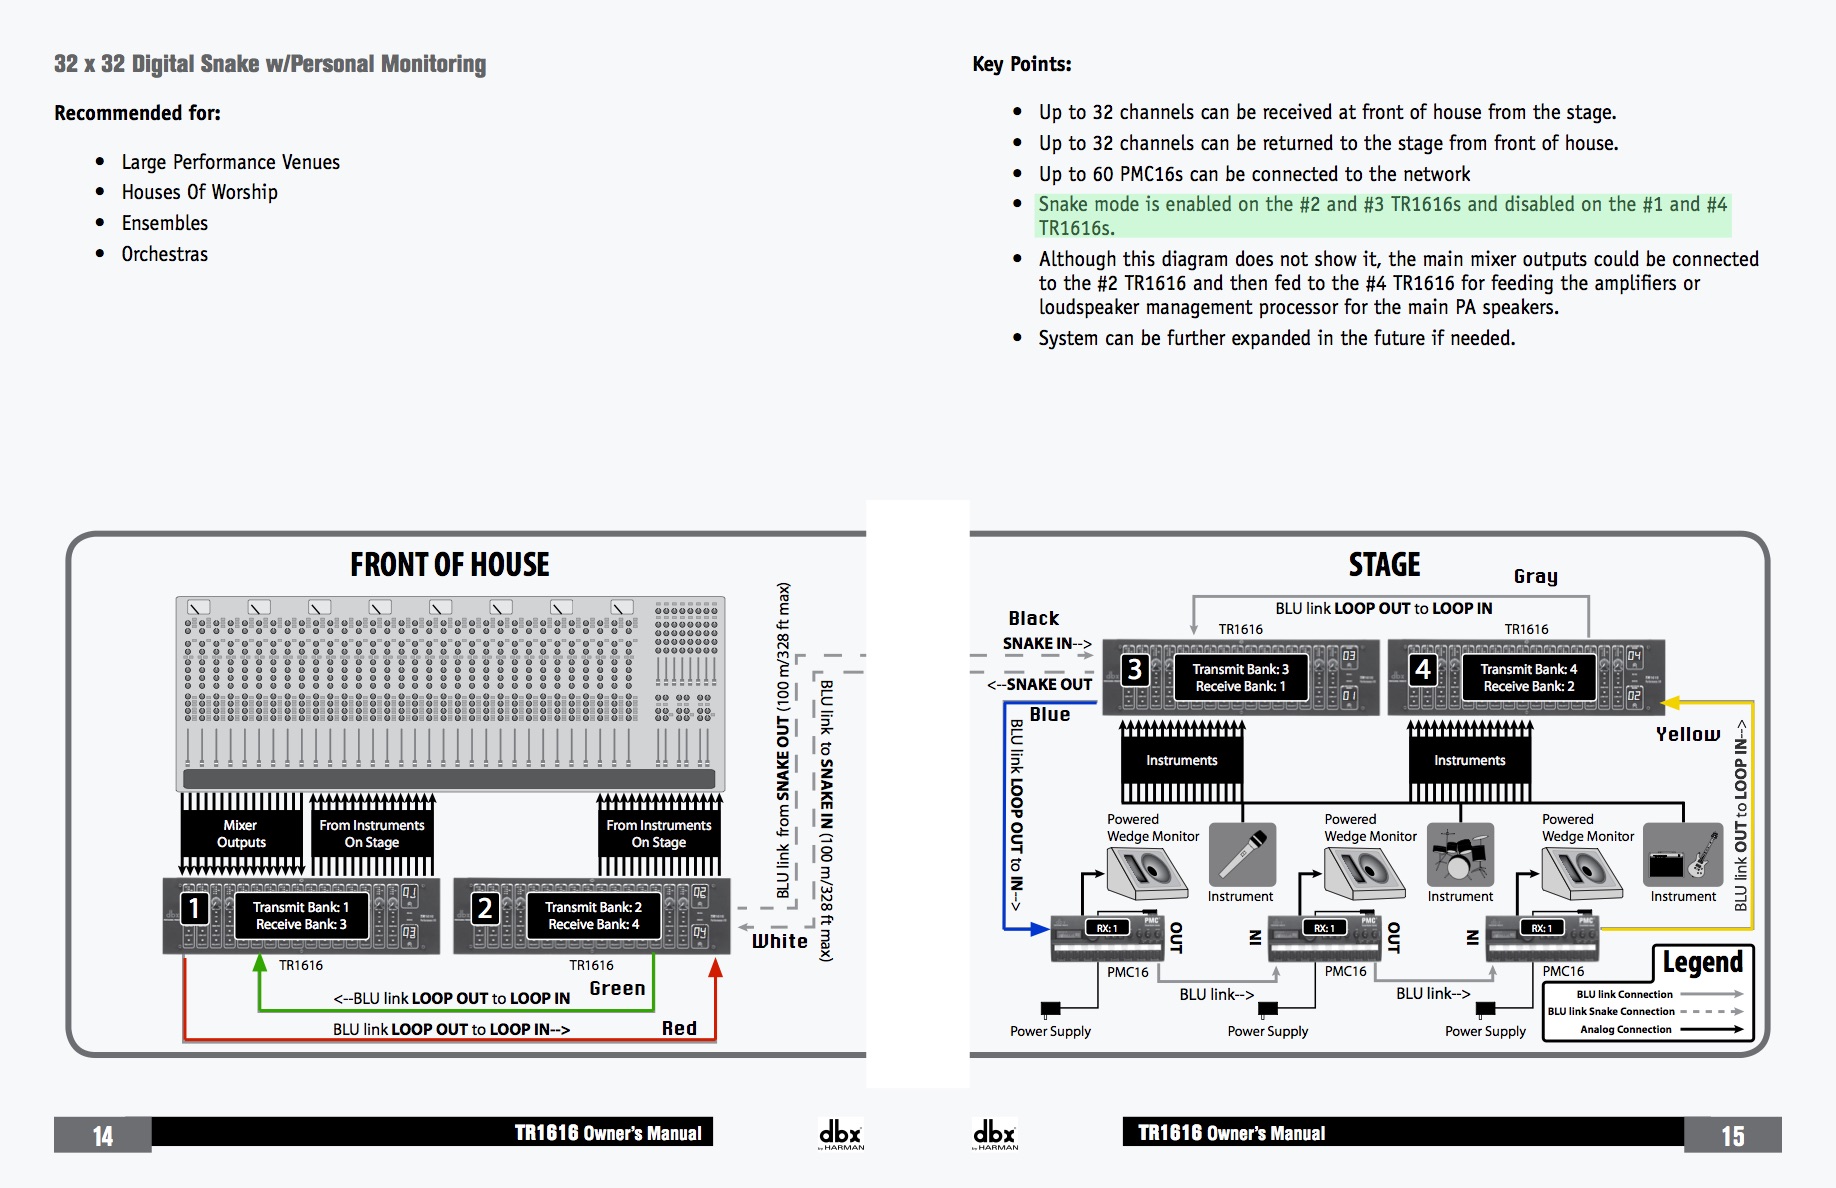 32 x 32 Digital Snake w/Personal Monitoring
Recommended for:
• Large Performance Venues
• Houses Of Worship
• Ensembles
• Orchestras
Key Points:
• Up to 32 channels can be received at front of house from the stage.
• Up to 32 channels can be returned to the stage from front of house.
• Up to 60 PMC16s can be connected to the network
• Snake mode is enabled on the #2 and #3 TR1616s and disabled on the #1 and #4
TR1616s.
• Although this diagram does not show it, the main mixer outputs could be connected
to the #2 TR1616 and then fed to the #4 TR1616 for feeding the amplifiers or
loudspeaker management processor for the main PA speakers.
• System can be further expanded in the future if needed.
FRONT OF HOUSE
Mixer
Outputs
From Instruments
On Stage
From Instruments
On Stage
1
Transmit Bank: 1
Receive Bank: 3
01
03
TR1616
2
Transmit Bank: 2
Receive Bank: 4
02
04
TR1616
<--BLU link LOOP OUT to LOOP IN
Green
BLU link LOOP OUT to LOOP IN-->
Red
BLU link from SNAKE OUT (100 m/328 ft max)
BLU link to SNAKE IN (100 m/328 ft max)
White
STAGE
Gray
BLU link LOOP OUT to LOOP IN
Black
SNAKE IN-->
<--SNAKE OUT
Blue
TR1616
3
Transmit Bank: 3
Receive Bank: 1
03
01
TR1616
4
Transmit Bank: 4
Receive Bank: 2
04
02
Yellow
BLU link LOOP OUT to IN-->
BLU link OUT to LOOP IN-->
Instruments
Instruments
Powered
Wedge Monitor
Instrument
Powered
Wedge Monitor
Instrument
Powered
Wedge Monitor
Instrument
RX: 1
OUT
PMC16
IN
RX: 1
OUT
PMC16
IN
RX: 1
PMC16
BLU link-->
BLU link-->
Power Supply
Power Supply
Power Supply
Legend
BLU link Connection
BLU link Snake Connection
Analog Connection
14
TR1616 Owner's Manual
dbx
by HARMAN
dbx
by HARMAN
TR1616 Owner's Manual
15